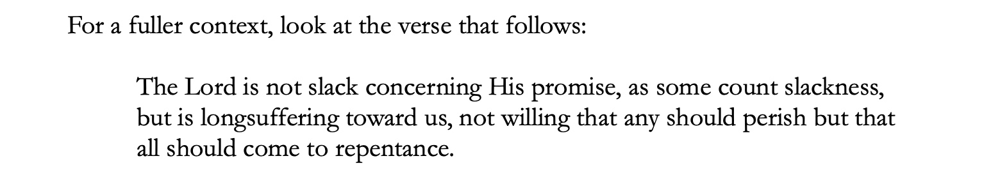 For a fuller context, look at the verse that follows:
The Lord is not slack concerning His promise, as some count slackness,
but is longsuffering toward us, not willing that any should perish but that
all should come to repentance.